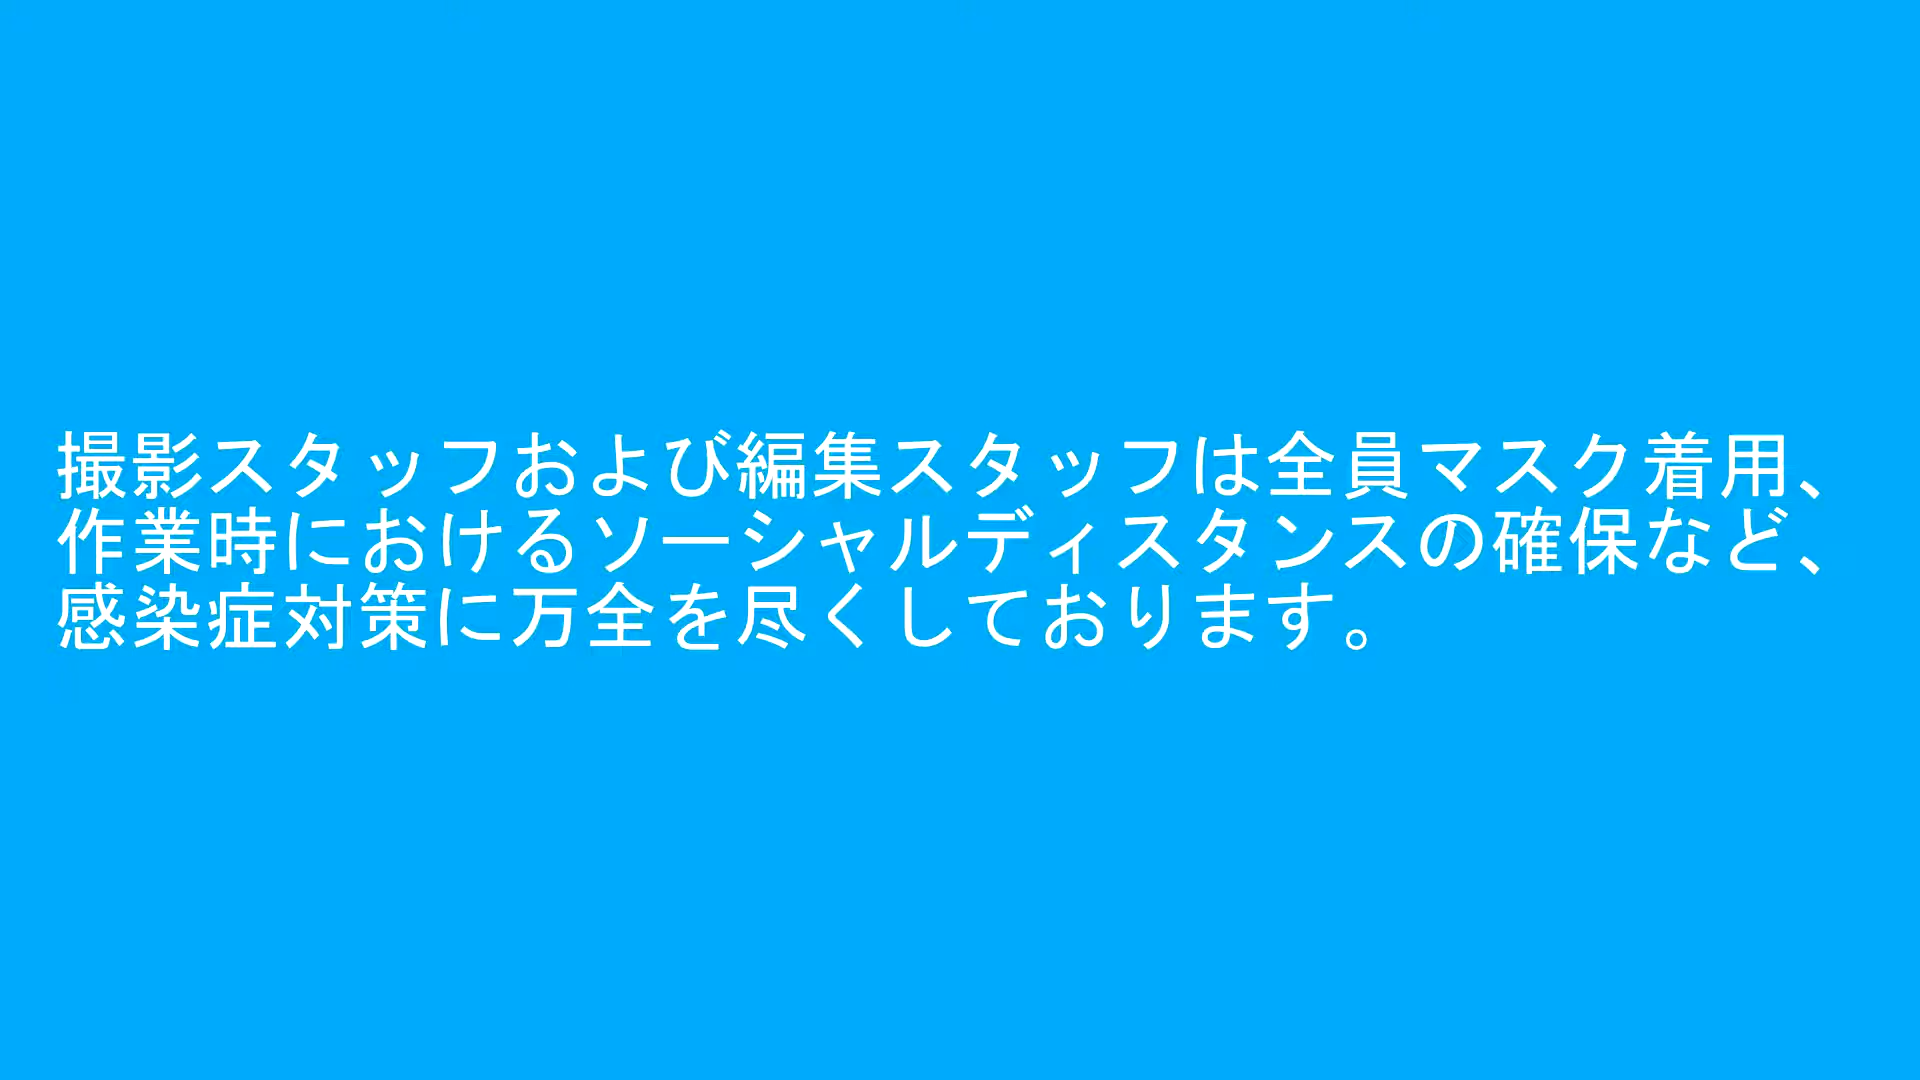 撮影スタッフおよび編集スタッフは全員マスク着用、
作業時におけるソーシャルディスタンスの確保など、
感染症対策に万全を尽くしております。